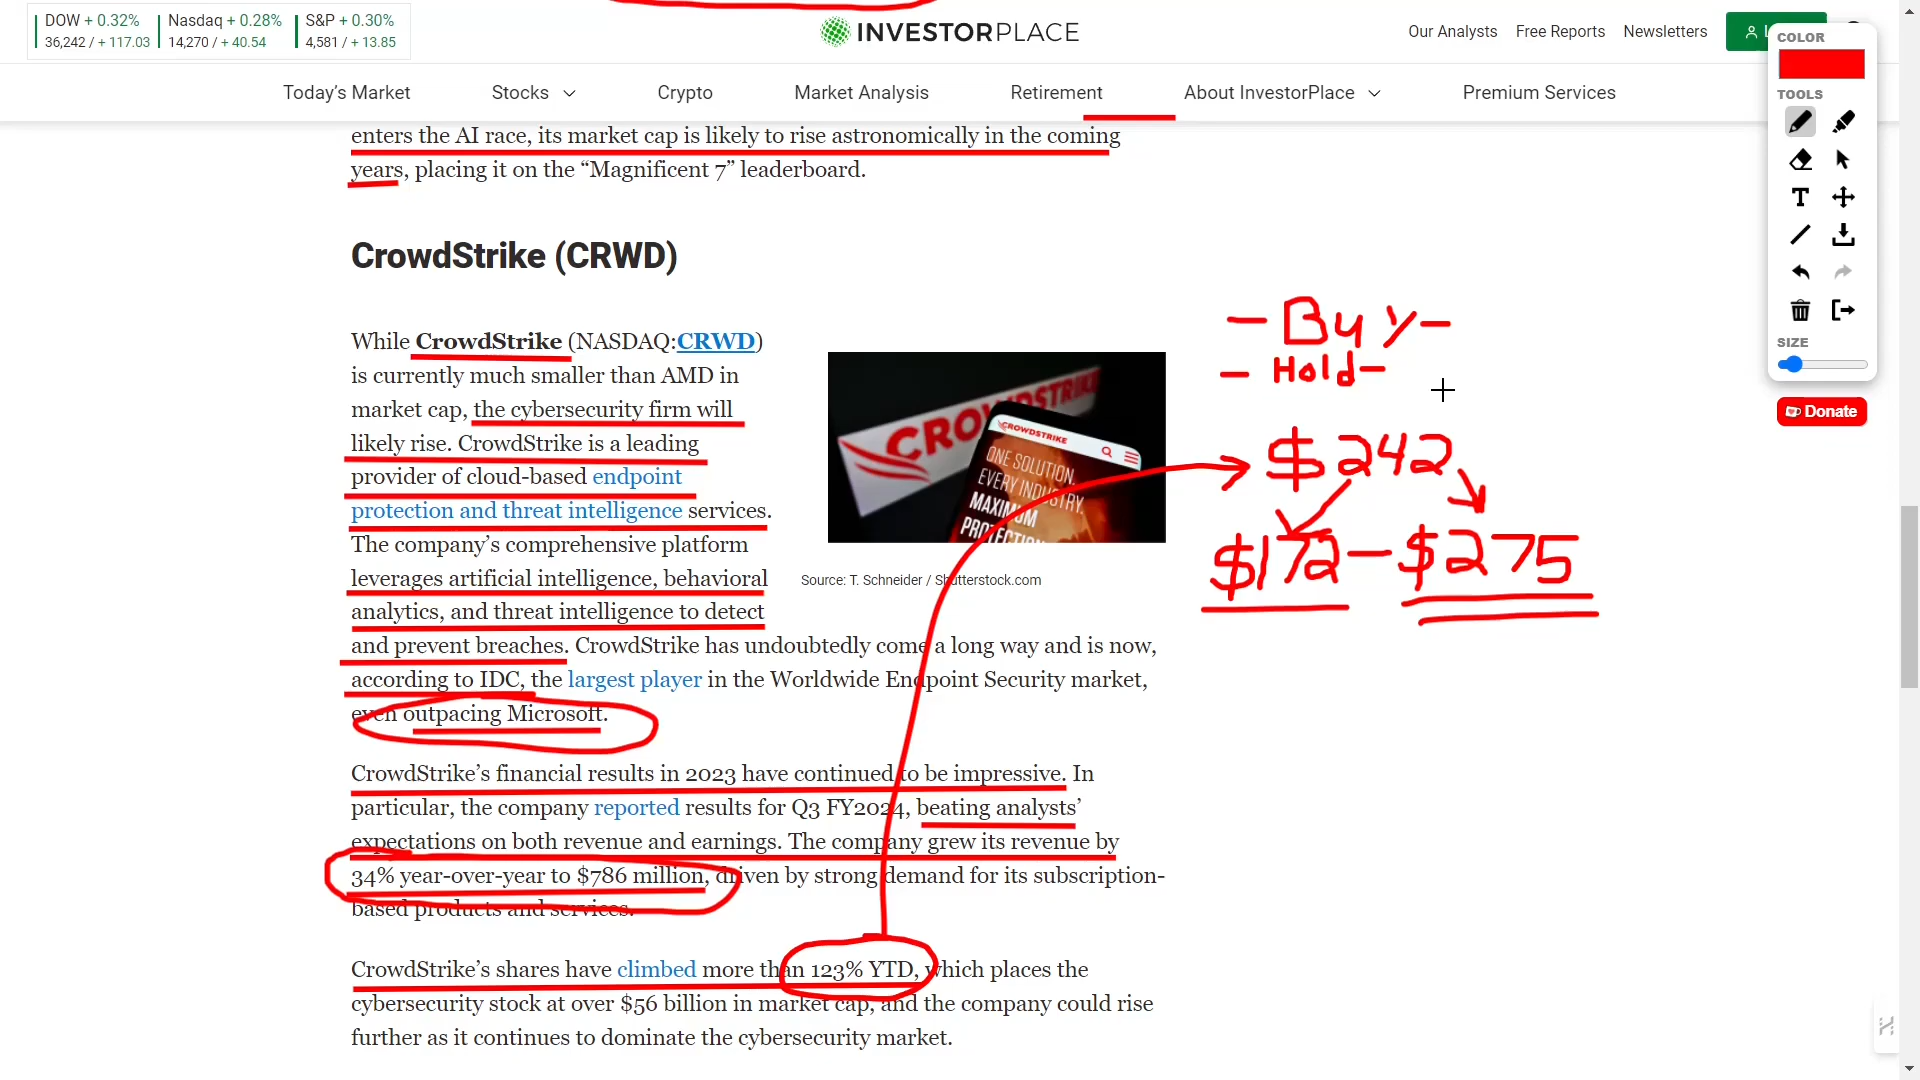 DOW + 0.32%
36,242 / + 117.03
Nasdaq + 0.28%
14,270 / + 40.54
S&P + 0.30%
4,581 / + 13.85
INVESTORPLACE
Our Analysts
Free Reports
Newsletters
COLOR
Today’s Market
Stocks
Crypto
Market Analysis
Retirement
About InvestorPlace
Premium Services
TOOLS
T
SIZE
Donate
enters the AI race, its market cap is likely to rise astronomically in the coming
years, placing it on the “Magnificent 7” leaderboard.
CrowdStrike (CRWD)
While CrowdStrike (NASDAQ:CRWD)
is currently much smaller than AMD in
market cap, the cybersecurity firm will
likely rise. CrowdStrike is a leading
provider of cloud-based endpoint
protection and threat intelligence services.
The company’s comprehensive platform
leverages artificial intelligence, behavioral
analytics, and threat intelligence to detect
and prevent breaches. CrowdStrike has undoubtedly come a long way and is now,
according to IDC, the largest player in the Worldwide Endpoint Security market,
even outpacing Microsoft.
CROWDSTRIKE
ONE SOLUTION.
EVERY INDUSTRY.
MAXIMUM
PROTECTION
Source: T. Schneider / Shutterstock.com
- Buy -
- Hold -
$242
$172 - $275
CrowdStrike’s financial results in 2023 have continued to be impressive. In
particular, the company reported results for Q3 FY2024, beating analysts’
expectations on both revenue and earnings. The company grew its revenue by
34% year-over-year to $786 million, driven by strong demand for its subscription-
based products and services.
CrowdStrike’s shares have climbed more than 123% YTD, which places the
cybersecurity stock at over $56 billion in market cap, and the company could rise
further as it continues to dominate the cybersecurity market.